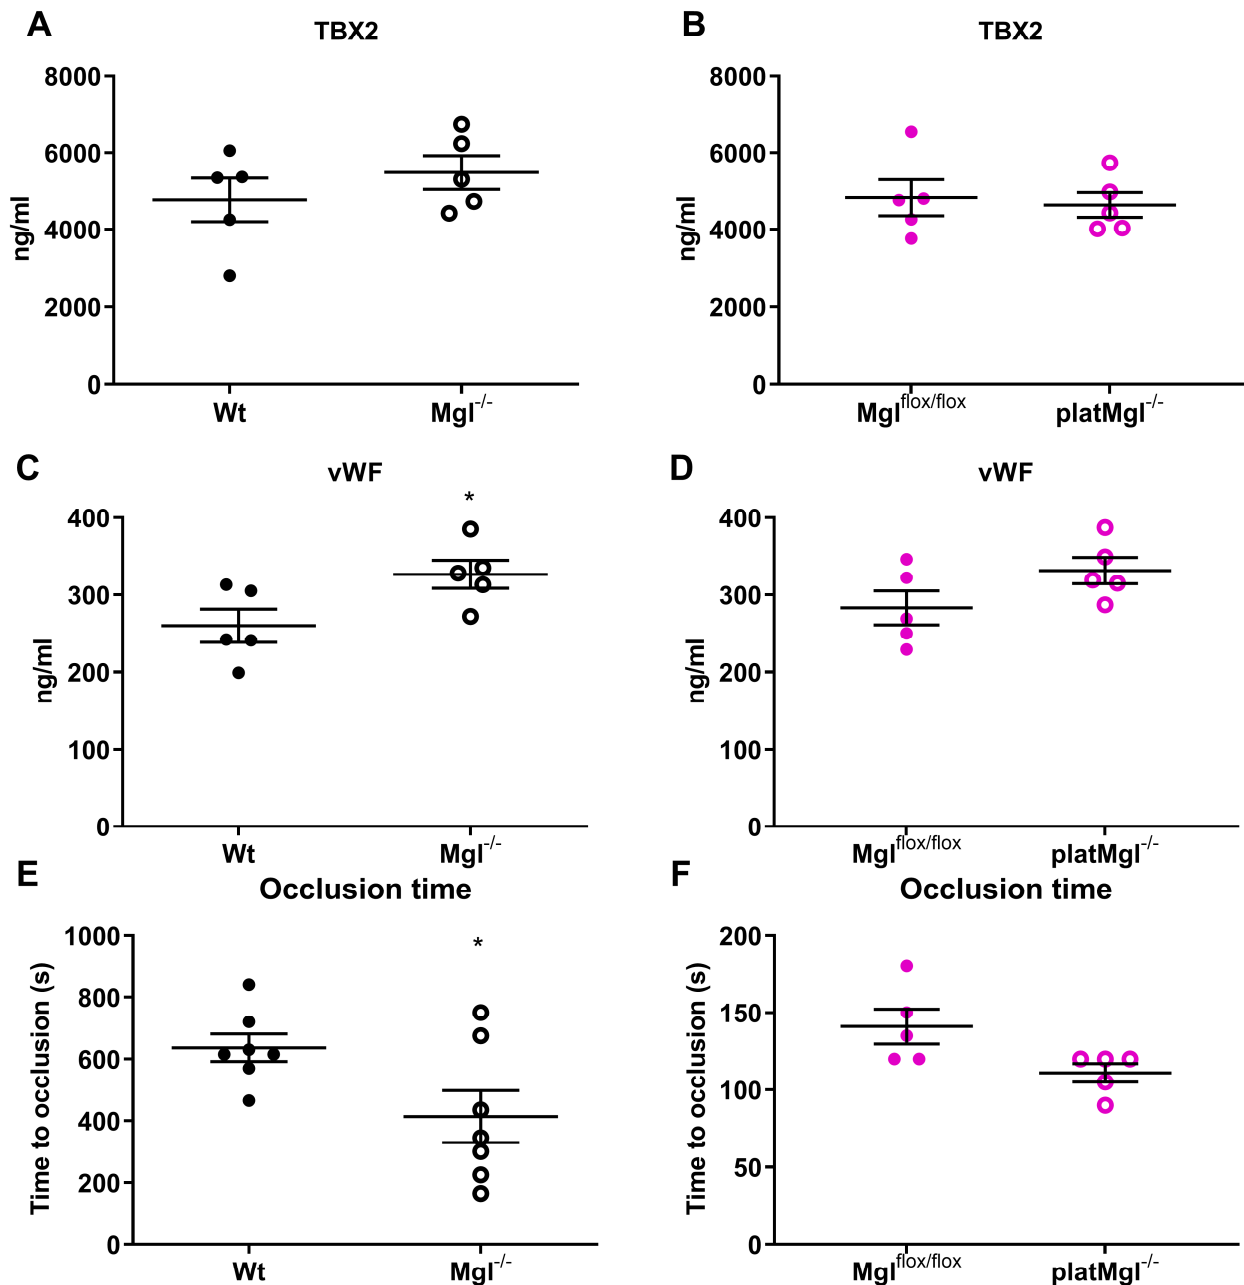 A
TBX2
8000
6000
4000
2000
0
ng/ml
Wt
Mgl-/-
B
TBX2
8000
6000
4000
2000
0
ng/ml
Mglflox/flox
platMgl-/-
C
vWF
*
400
300
200
100
0
ng/ml
Wt
Mgl-/-
D
vWF
400
300
200
100
0
ng/ml
Mglflox/flox
platMgl-/-
E
Occlusion time
*
1000
800
600
400
200
0
Time to occlusion (s)
Wt
Mgl-/-
F
Occlusion time
200
150
100
50
0
Time to occlusion (s)
Mglflox/flox
platMgl-/-